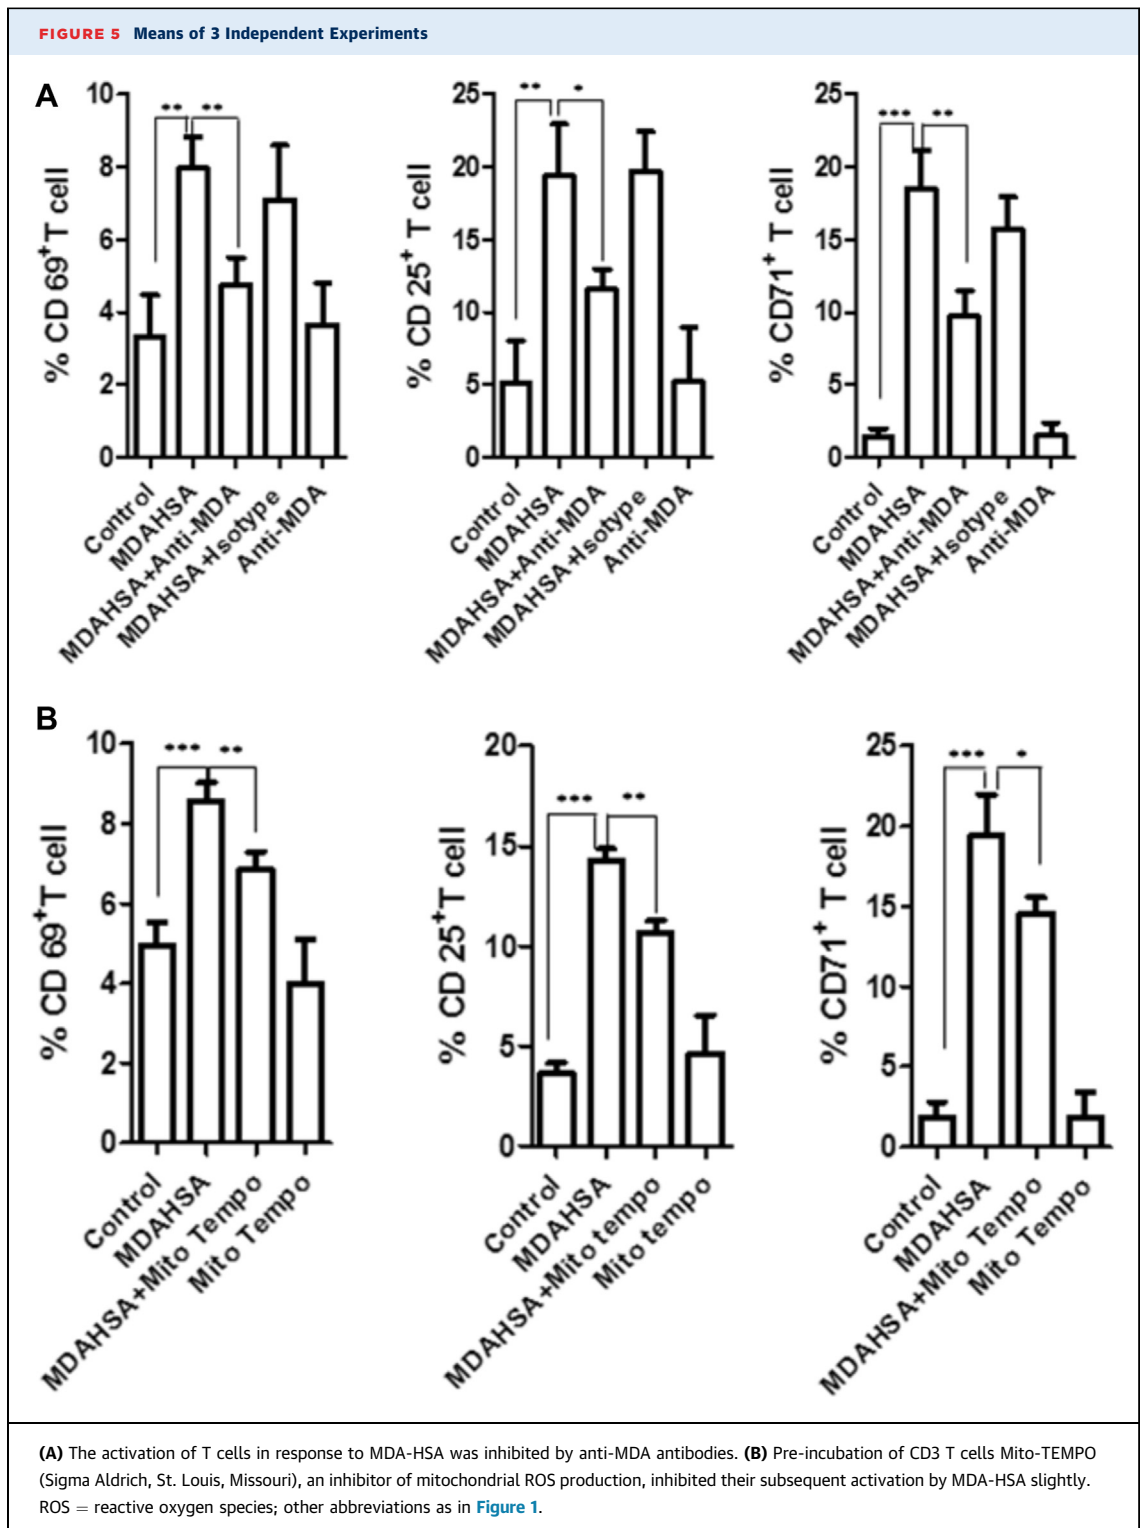 FIGURE 5 Means of 3 Independent Experiments
A
10
8
6
4
2
0
% CD 69+T cell
** **
Control
MDAHSA
MDAHSA+Anti-MDA
MDAHSA+Isotype
Anti-MDA
25
20
15
10
5
0
% CD 25+ T cell
** *
Control
MDAHSA
MDAHSA+Anti-MDA
MDAHSA+Isotype
Anti-MDA
25
20
15
10
5
0
% CD71+ T cell
*** **
Control
MDAHSA
MDAHSA+Anti-MDA
MDAHSA+Isotype
Anti-MDA
B
10
8
6
4
2
0
% CD 69+T cell
*** **
Control
MDAHSA
MDAHSA+Mito Tempo
Mito Tempo
20
15
10
5
0
% CD 25+T cell
*** **
Control
MDAHSA
MDAHSA+Mito tempo
Mito tempo
25
20
15
10
5
0
% CD71+ T cell
*** *
Control
MDAHSA
MDAHSA+Mito Tempo
Mito Tempo
(A) The activation of T cells in response to MDA-HSA was inhibited by anti-MDA antibodies. (B) Pre-incubation of CD3 T cells Mito-TEMPO
(Sigma Aldrich, St. Louis, Missouri), an inhibitor of mitochondrial ROS production, inhibited their subsequent activation by MDA-HSA slightly.
ROS = reactive oxygen species; other abbreviations as in Figure 1.